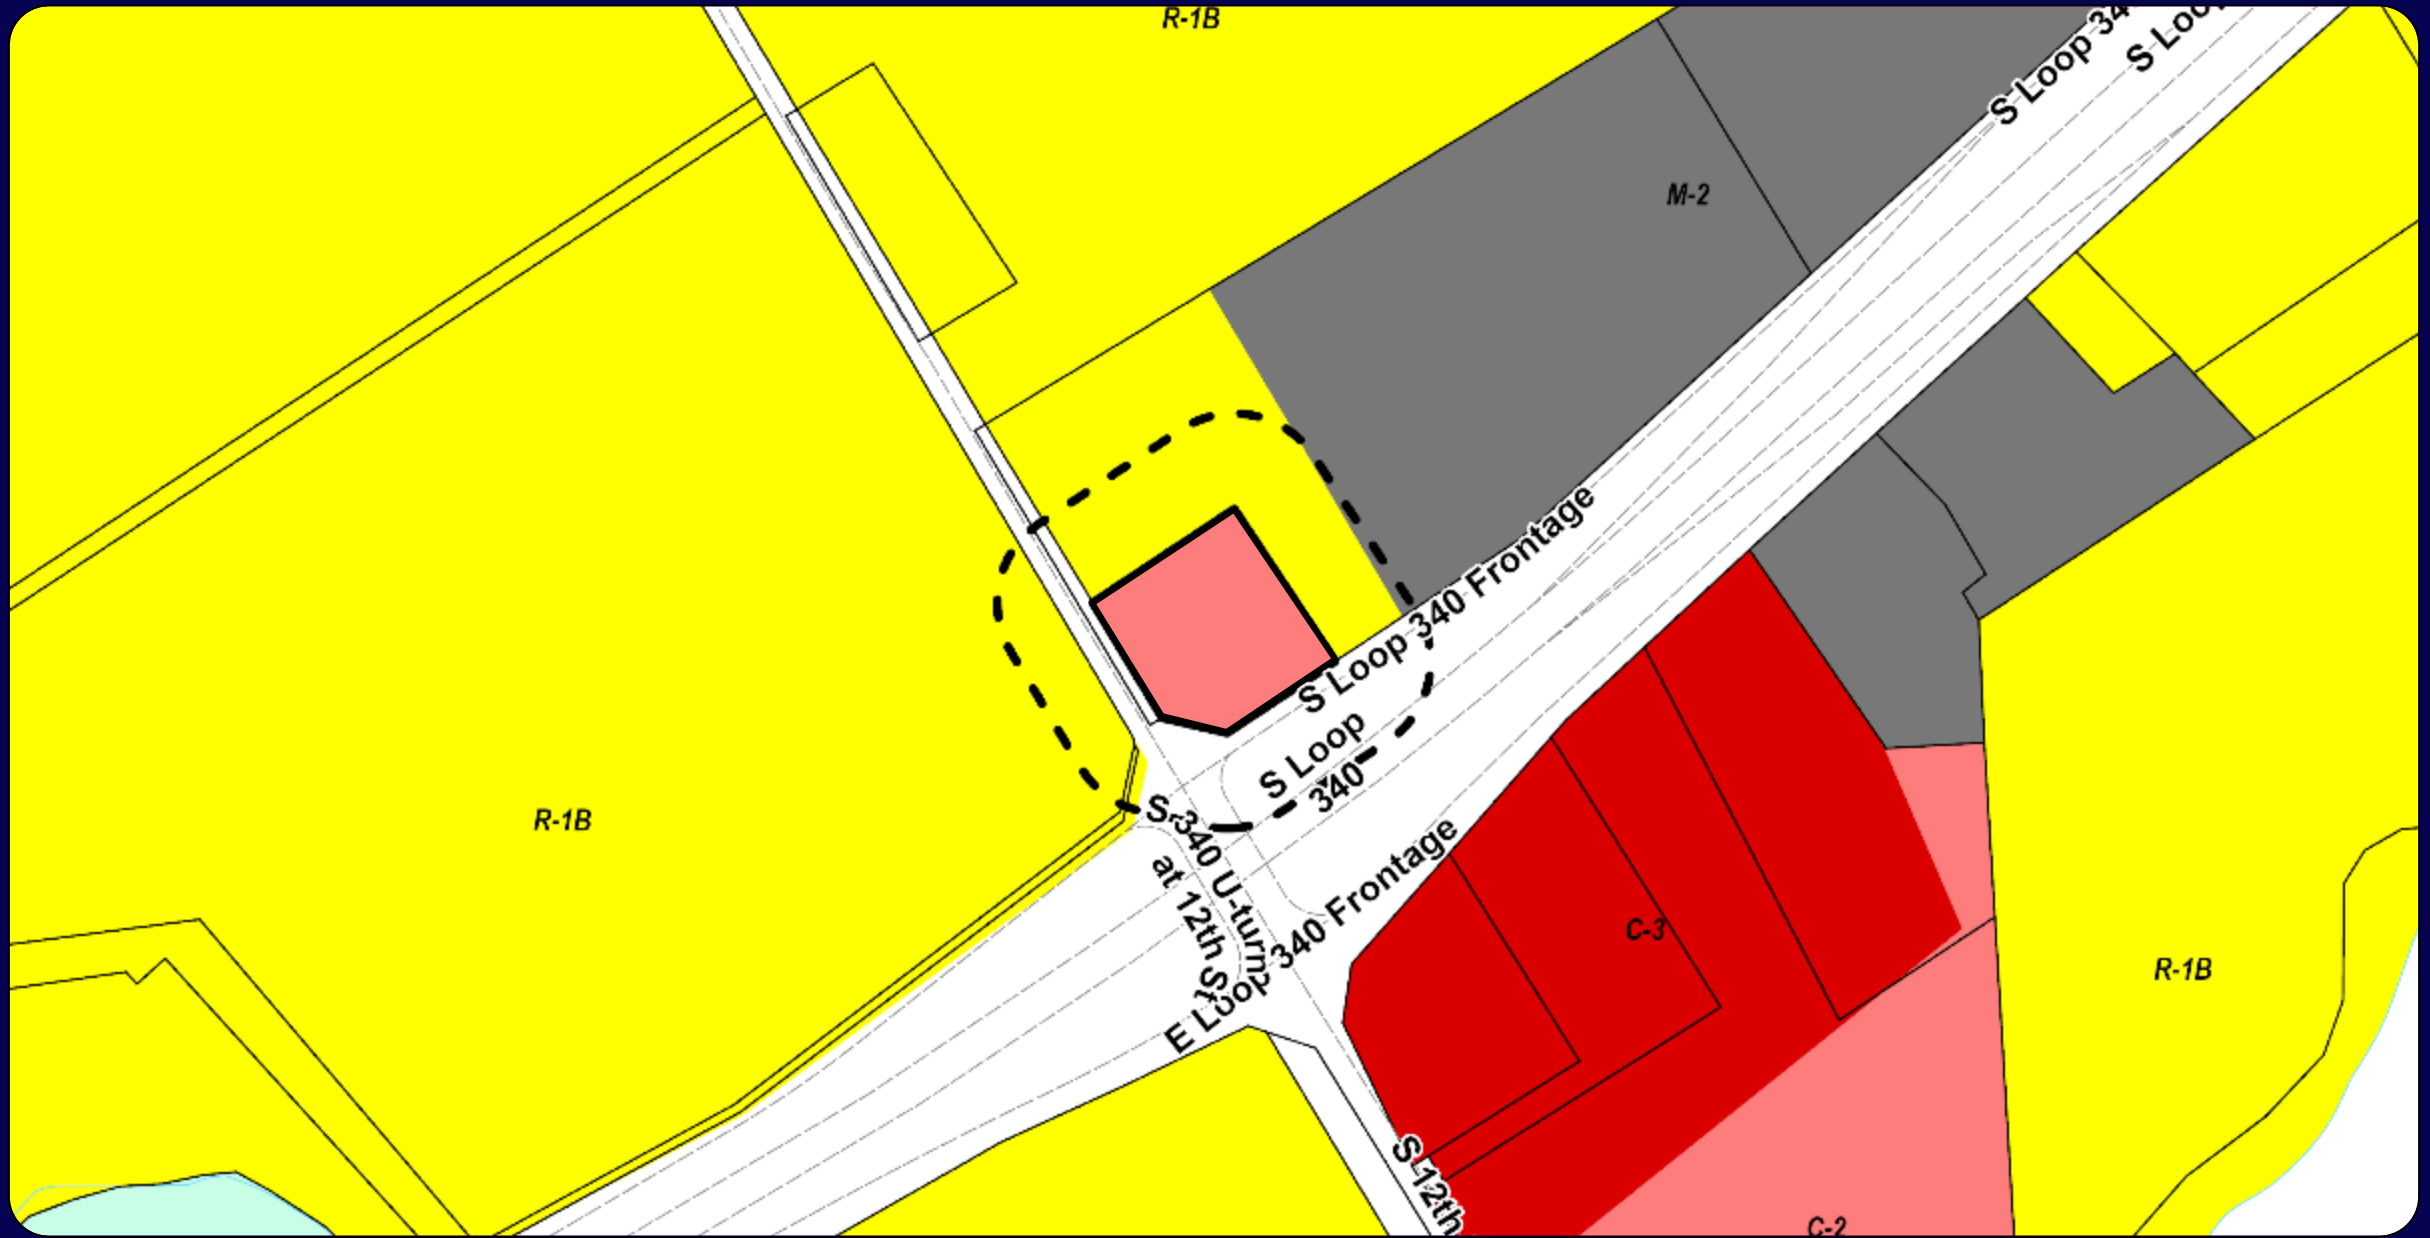 R-1B
S Loop 34
S Loop
M-2
S Loop 340 Frontage
S Loop
340
S 340 U-turn
at 12th St
R-1B
340 Frontage
E Loop
C-3
R-1B
S 12th
C-2